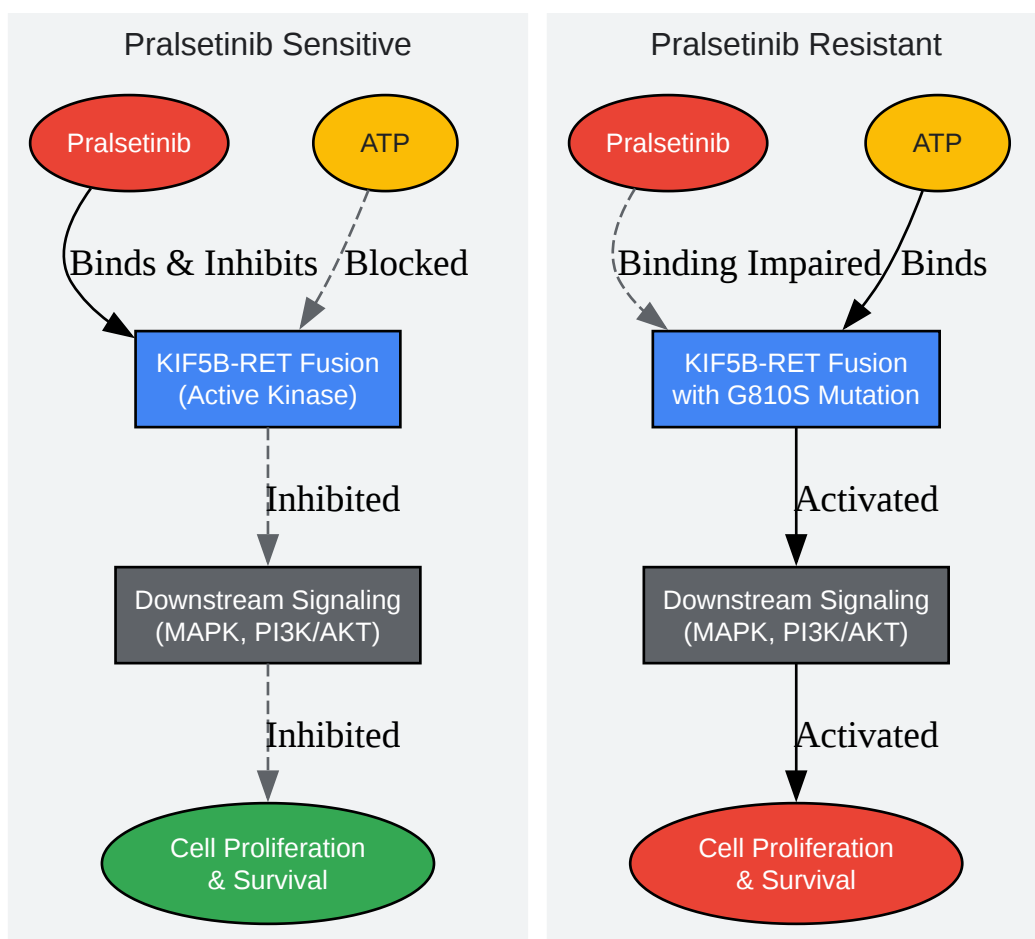 Pralsetinib Sensitive
Pralsetinib
ATP
Binds & Inhibits
Blocked
KIF5B-RET Fusion
(Active Kinase)
Inhibited
Downstream Signaling
(MAPK, PI3K/AKT)
Inhibited
Cell Proliferation
& Survival
Pralsetinib Resistant
Pralsetinib
ATP
Binding Impaired
Binds
KIF5B-RET Fusion
with G810S Mutation
Activated
Downstream Signaling
(MAPK, PI3K/AKT)
Activated
Cell Proliferation
& Survival